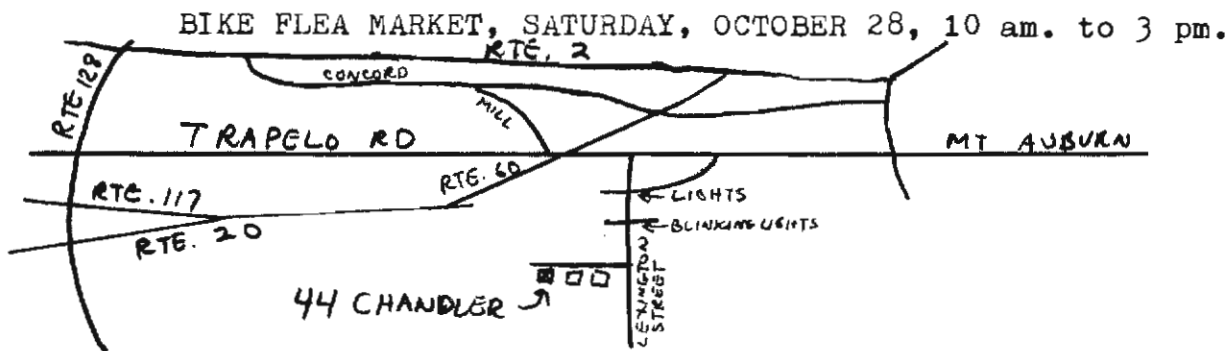 BIKE FLEA MARKET, SATURDAY, OCTOBER 28, 10 am. to 3 pm.
RTE. 2
RTE 128
CONCORD
MILL
TRAPELO RD
MT AUBURN
RTE. 60
RTE. 117
LIGHTS
BLINKING LIGHTS
RTE. 20
44 CHANDLER
LEXINGTON
STREET